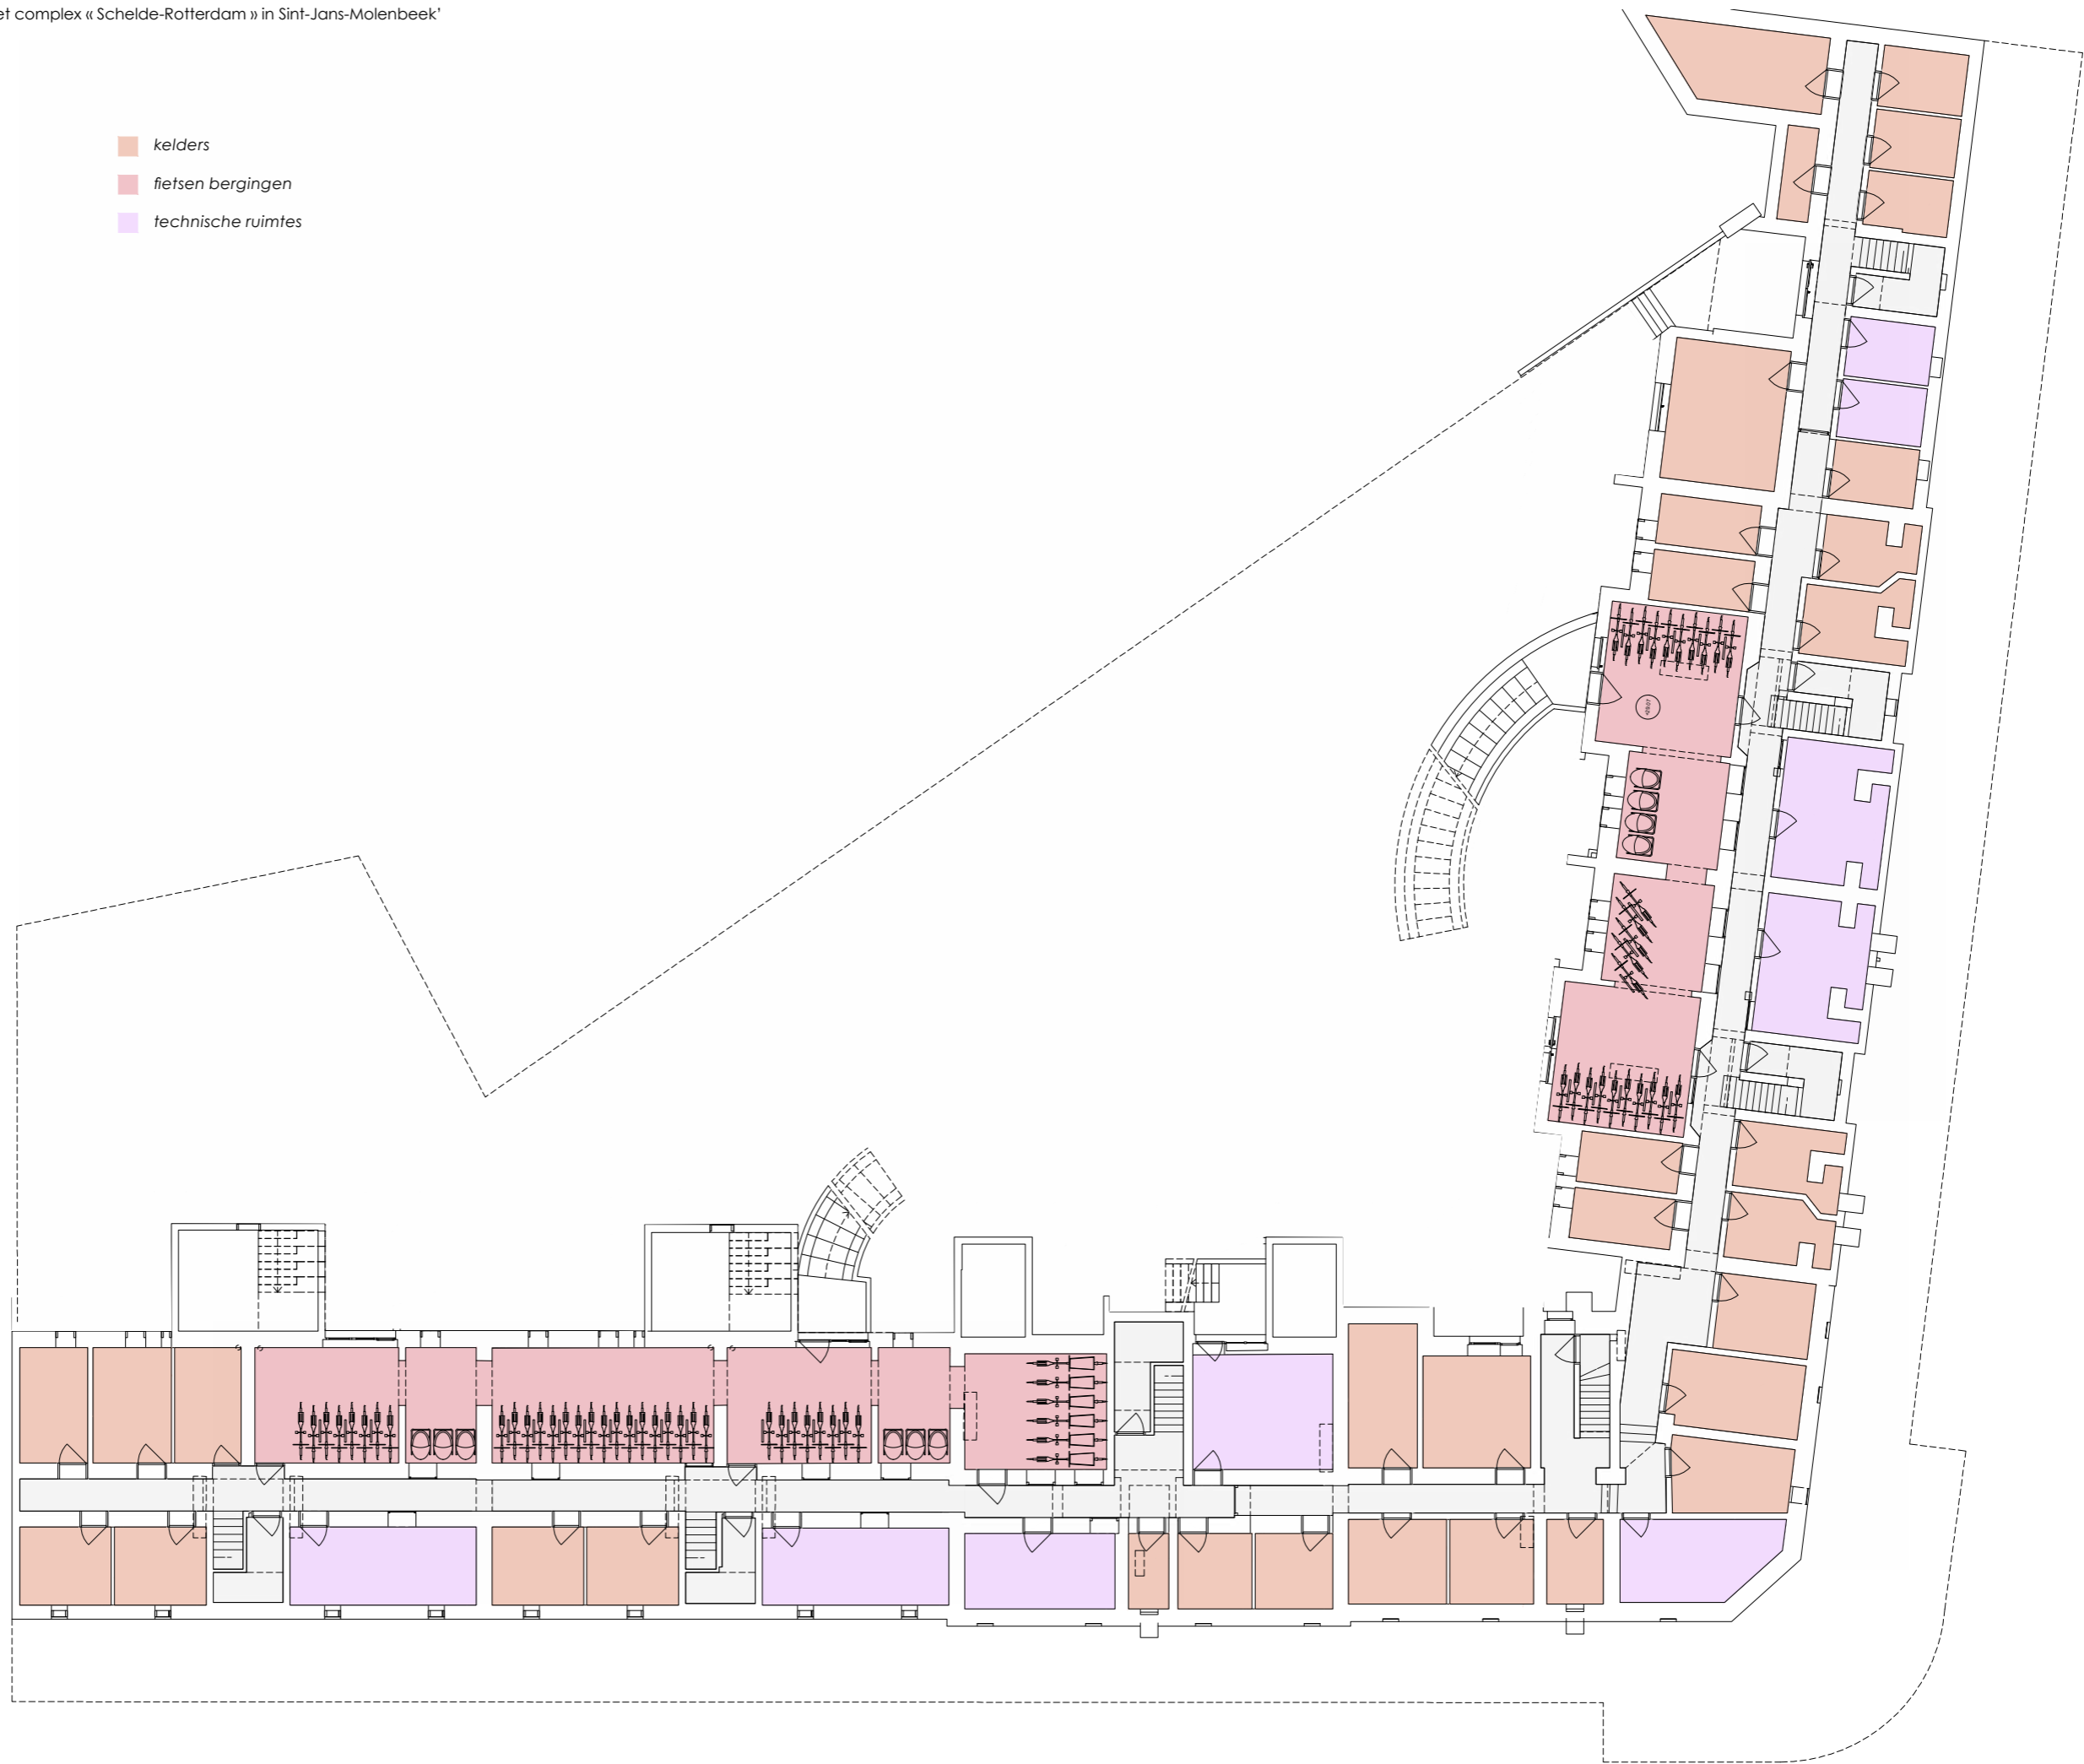 et complex « Schelde-Rotterdam » in Sint-Jans-Molenbeek’
kelders
fietsen bergingen
technische ruimtes